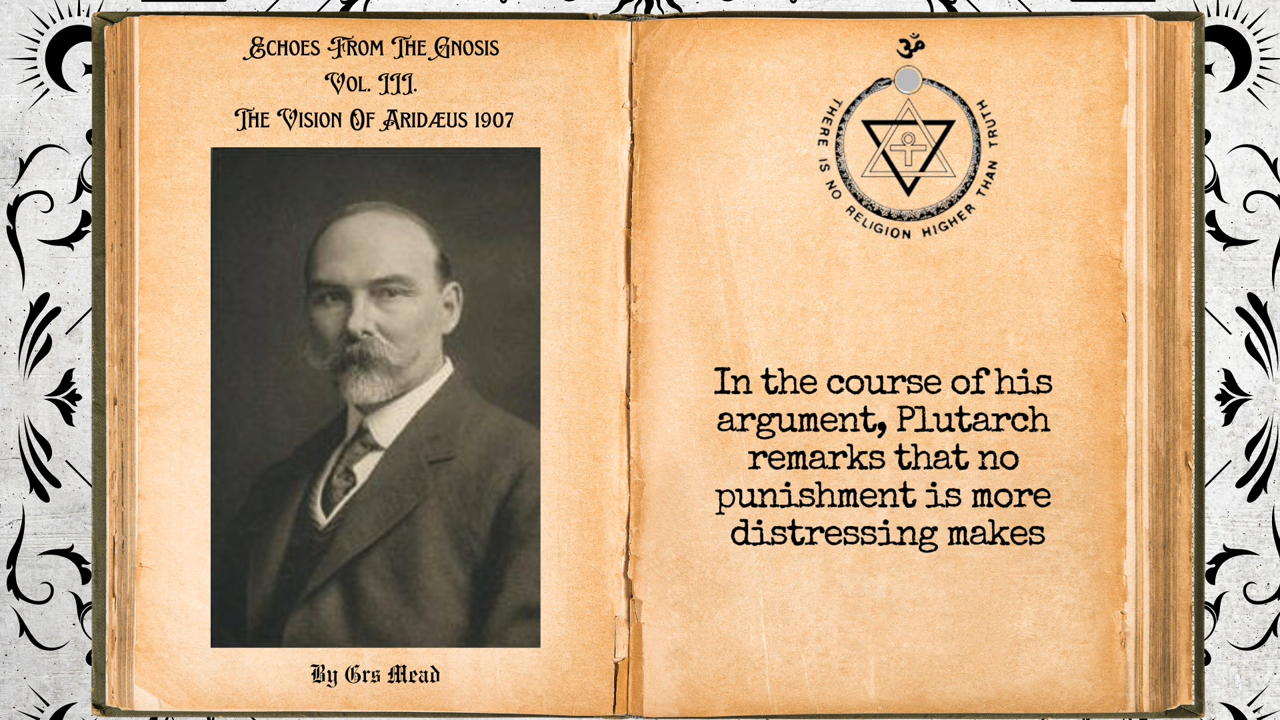 Echoes From The Gnosis
Vol. III.
The Vision Of Aridæus 1907
By Grs Mead
ॐ
THERE IS NO RELIGION HIGHER THAN TRUTH
In the course of his
argument, Plutarch
remarks that no
punishment is more
distressing makes